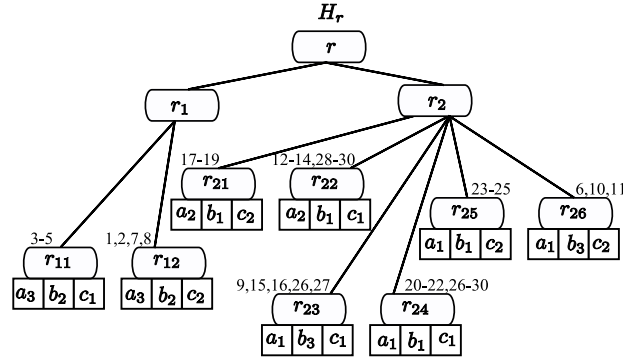 H_r
r
r_1
r_2
17-19
12-14,28-30
r_21
r_22
23-25
6,10,11
a_2 b_1 c_2
a_2 b_1 c_1
r_25
r_26
3-5
1,2,7,8
a_1 b_1 c_2
a_1 b_3 c_2
r_11
r_12
a_3 b_2 c_1
a_3 b_2 c_2
9,15,16,26,27
20-22,26-30
r_23
r_24
a_1 b_3 c_1
a_1 b_1 c_1